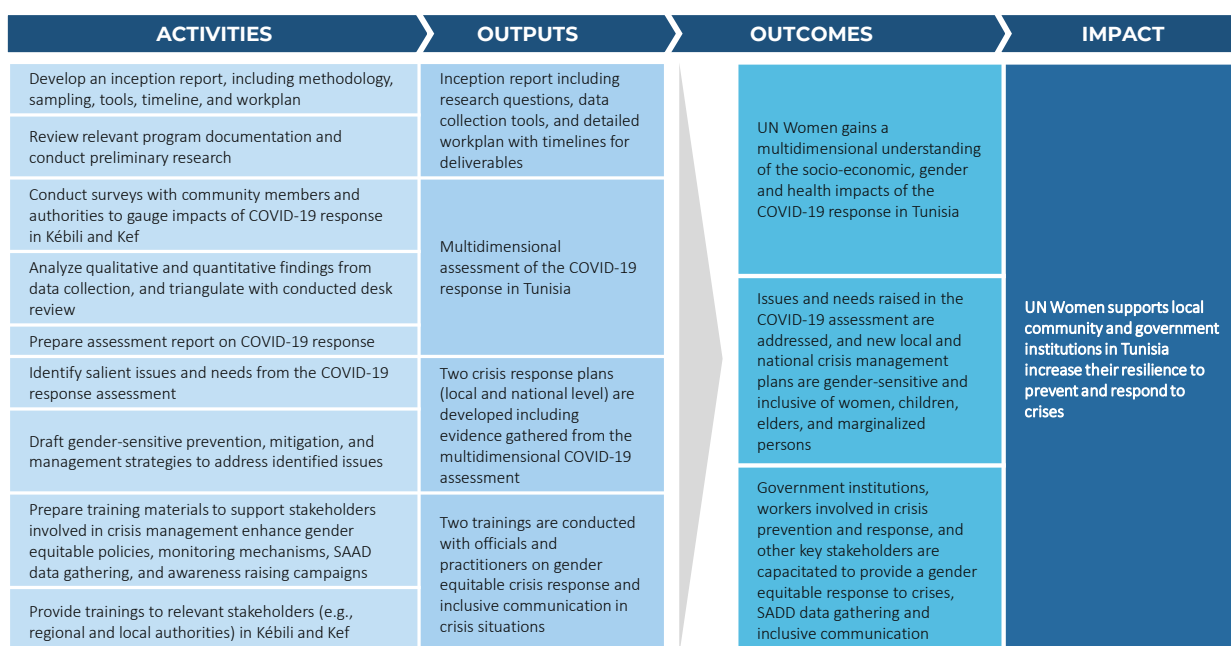 ACTIVITIES
OUTPUTS
OUTCOMES
IMPACT
Develop an inception report, including methodology,
sampling, tools, timeline, and workplan
Review relevant program documentation and
conduct preliminary research
Conduct surveys with community members and
authorities to gauge impacts of COVID-19 response
in Kébili and Kef
Analyze qualitative and quantitative findings from
data collection, and triangulate with conducted desk
review
Prepare assessment report on COVID-19 response
Identify salient issues and needs from the COVID-19
response assessment
Draft gender-sensitive prevention, mitigation, and
management strategies to address identified issues
Prepare training materials to support stakeholders
involved in crisis management enhance gender
equitable policies, monitoring mechanisms, SAAD
data gathering, and awareness raising campaigns
Provide trainings to relevant stakeholders (e.g.,
regional and local authorities) in Kébili and Kef
Inception report including
research questions, data
collection tools, and detailed
workplan with timelines for
deliverables
Multidimensional
assessment of the COVID-19
response in Tunisia
Two crisis response plans
(local and national level) are
developed including
evidence gathered from the
multidimensional COVID-19
assessment
Two trainings are conducted
with officials and
practitioners on gender
equitable crisis response and
inclusive communication in
crisis situations
UN Women gains a
multidimensional understanding
of the socio-economic, gender
and health impacts of the
COVID-19 response in Tunisia
Issues and needs raised in the
COVID-19 assessment are
addressed, and new local and
national crisis management
plans are gender-sensitive and
inclusive of women, children,
elders, and marginalized
persons
Government institutions,
workers involved in crisis
prevention and response, and
other key stakeholders are
capacitated to provide a gender
equitable response to crises,
SADD data gathering and
inclusive communication
UN Women supports local
community and government
institutions in Tunisia
increase their resilience to
prevent and respond to
crises